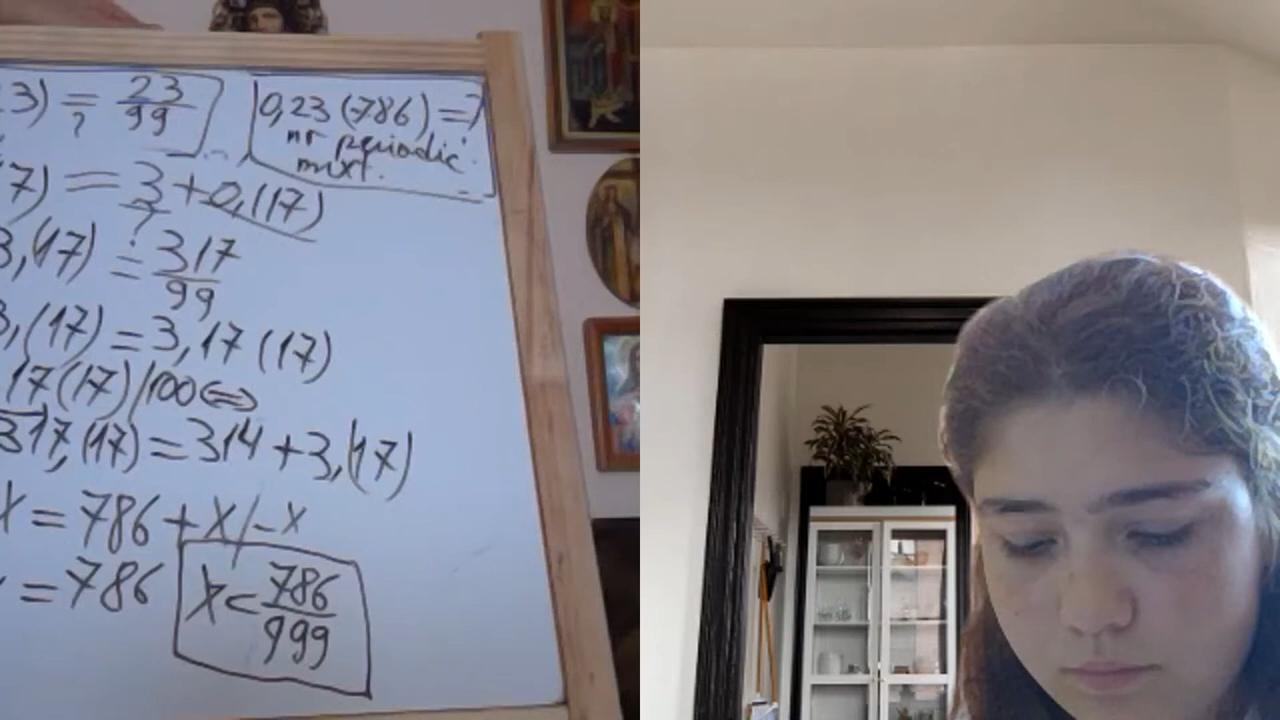 3) = 23/99
?
0,23 (786) = ?
nr periodic
mixt.
7) = 3 + 0,(17)
?
3,(17) = 317/99
3,(17) = 3,17 (17)
17(17) /100 <=>
317,(17) = 314 + 3,(17)
X = 786 + X /-X
= 786
X = 786/999